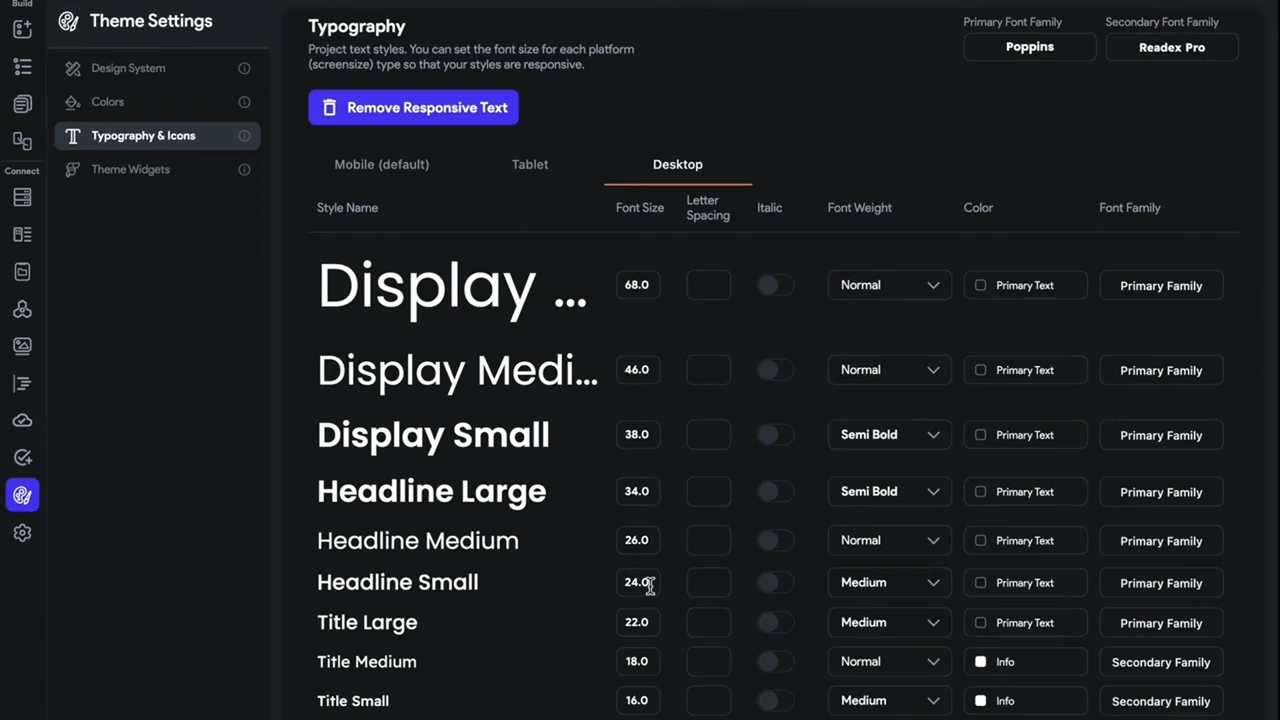 Build
Theme Settings
Design System
Colors
Typography & Icons
Theme Widgets
Connect
Typography
Project text styles. You can set the font size for each platform
(screensize) type so that your styles are responsive.
Primary Font Family
Poppins
Secondary Font Family
Readex Pro
Remove Responsive Text
Mobile (default) Tablet Desktop
Style Name Font Size Letter Spacing Italic Font Weight Color Font Family
Display ... 68.0 Normal Primary Text Primary Family
Display Medi... 46.0 Normal Primary Text Primary Family
Display Small 38.0 Semi Bold Primary Text Primary Family
Headline Large 34.0 Semi Bold Primary Text Primary Family
Headline Medium 26.0 Normal Primary Text Primary Family
Headline Small 24.0 Medium Primary Text Primary Family
Title Large 22.0 Medium Primary Text Primary Family
Title Medium 18.0 Normal Info Secondary Family
Title Small 16.0 Medium Info Secondary Family